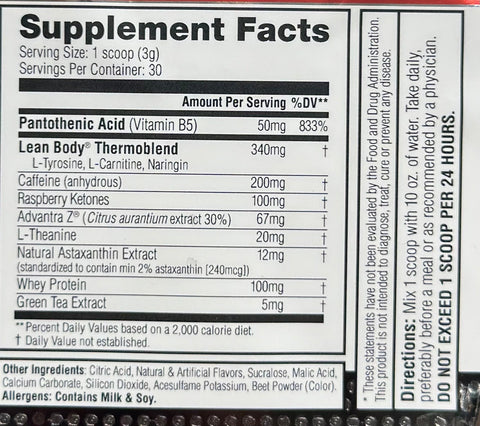 Supplement Facts
Serving Size: 1 scoop (3g)
Servings Per Container: 30
Amount Per Serving %DV**
Pantothenic Acid (Vitamin B5) 50mg 833%
Lean Body® Thermoblend 340mg †
L-Tyrosine, L-Carnitine, Naringin
Caffeine (anhydrous) 200mg †
Raspberry Ketones 100mg †
Advantra Z® (Citrus aurantium extract 30%) 67mg †
L-Theanine 20mg †
Natural Astaxanthin Extract 12mg †
(standardized to contain min 2% astaxanthin [240mcg])
Whey Protein 100mg †
Green Tea Extract 5mg †
**Percent Daily Values based on a 2,000 calorie diet.
† Daily Value not established.
Other Ingredients: Citric Acid, Natural & Artificial Flavors, Sucralose, Malic Acid,
Calcium Carbonate, Silicon Dioxide, Acesulfame Potassium, Beet Powder (Color).
Allergens: Contains Milk & Soy.
* These statements have not been evaluated by the Food and Drug Administration.
This product is not intended to diagnose, treat, cure or prevent any disease.
Directions: Mix 1 scoop with 10 oz. of water. Take daily,
preferably before a meal or as recommended by a physician.
DO NOT EXCEED 1 SCOOP PER 24 HOURS.